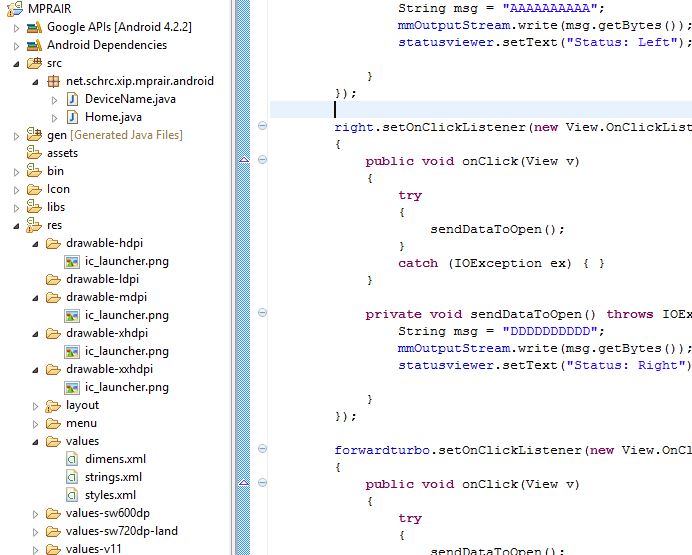 MPRAIR
Google APIs [Android 4.2.2]
Android Dependencies
src
net.schrc.xip.mprair.android
DeviceName.java
Home.java
gen [Generated Java Files]
assets
bin
Icon
libs
res
drawable-hdpi
ic_launcher.png
drawable-ldpi
drawable-mdpi
ic_launcher.png
drawable-xhdpi
ic_launcher.png
drawable-xxhdpi
ic_launcher.png
layout
menu
values
dimens.xml
strings.xml
styles.xml
values-sw600dp
values-sw720dp-land
values-v11
String msg = "AAAAAAAAAA";
mmOutputStream.write(msg.getBytes());
statusviewer.setText("Status: Left");
}
});
right.setOnClickListener(new View.OnClickList
{
public void onClick(View v)
{
try
{
sendDataToOpen();
}
catch (IOException ex) { }
}
private void sendDataToOpen() throws IOEx
String msg = "DDDDDDDDDD";
mmOutputStream.write(msg.getBytes());
statusviewer.setText("Status: Right")
}
});
forwardturbo.setOnClickListener(new View.OnC
{
public void onClick(View v)
{
try
{
sendDataToOpen();